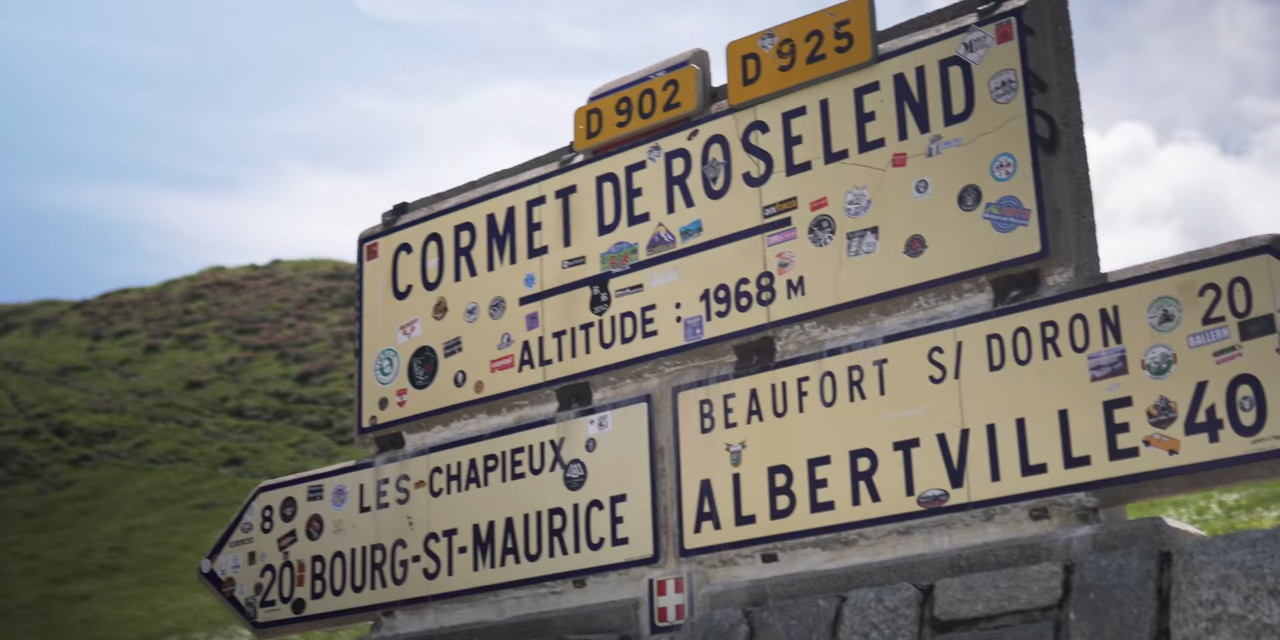 D 902
D 925
CORMET DE ROSELEND
ALTITUDE : 1968 M
8 LES-CHAPIEUX
20 BOURG-ST-MAURICE
BEAUFORT S/ DORON 20
ALBERTVILLE 40
BALLERN